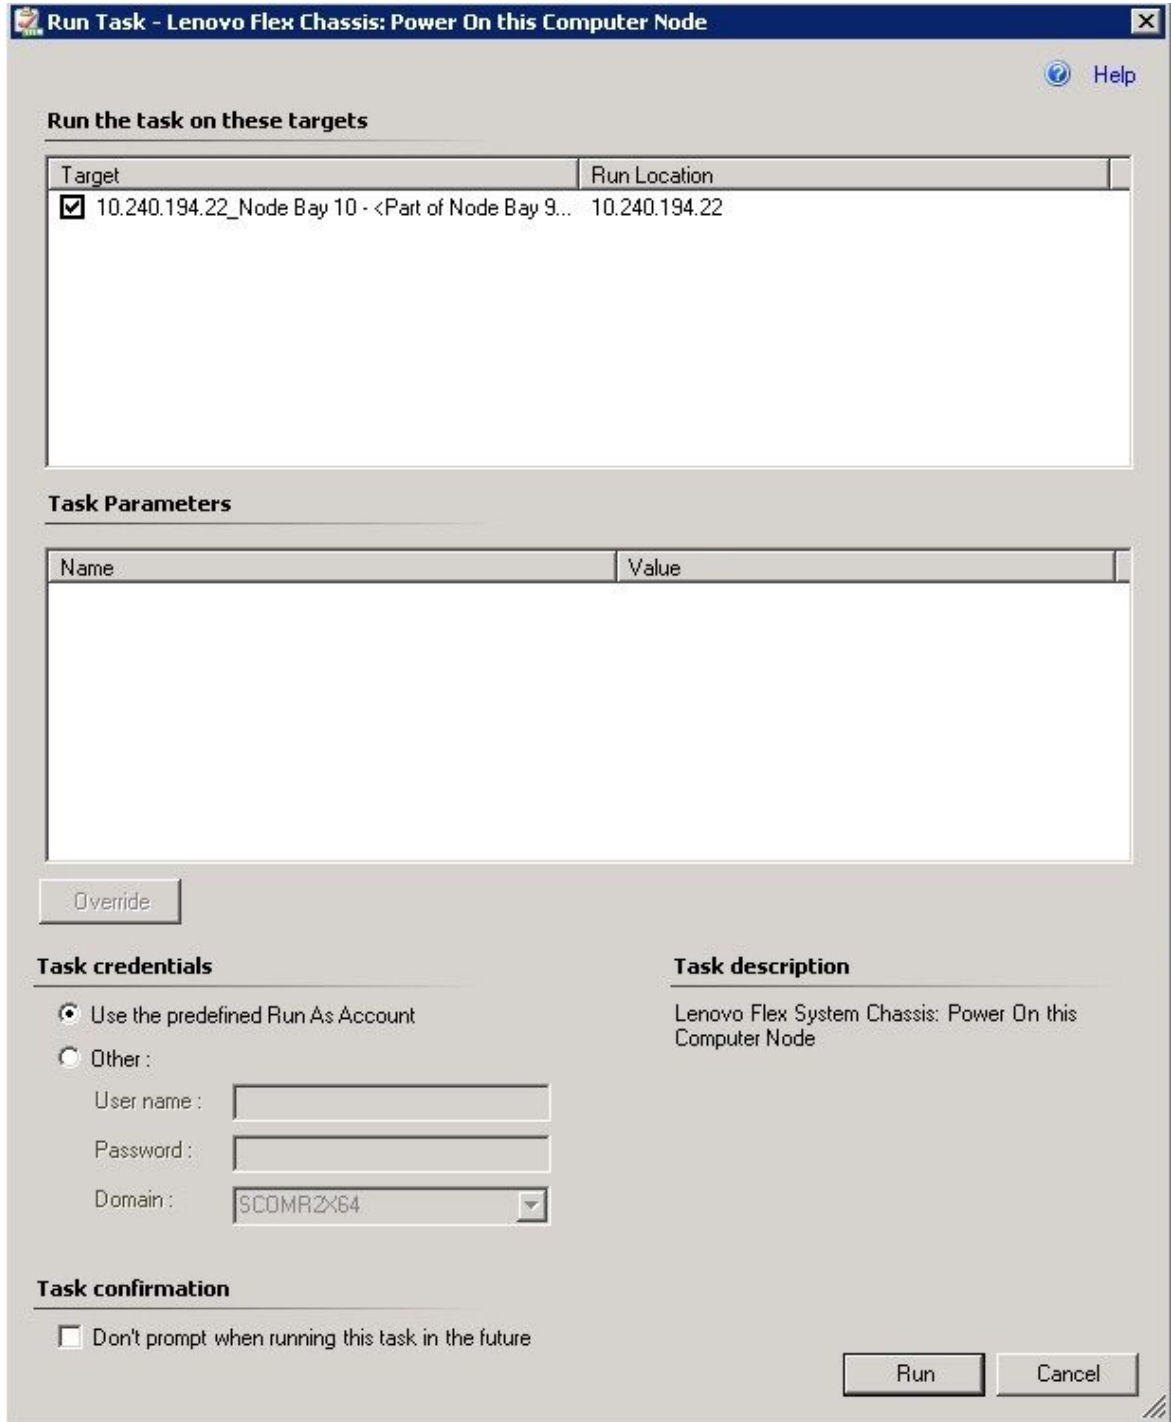 Run Task - Lenovo Flex Chassis: Power On this Computer Node
Help
Run the task on these targets
Target Run Location
10.240.194.22_Node Bay 10 - <Part of Node Bay 9... 10.240.194.22
Task Parameters
Name Value
Override
Task credentials
Use the predefined Run As Account
Other :
User name :
Password :
Domain : SCOMR2X64
Task description
Lenovo Flex System Chassis: Power On this
Computer Node
Task confirmation
Don't prompt when running this task in the future
Run Cancel